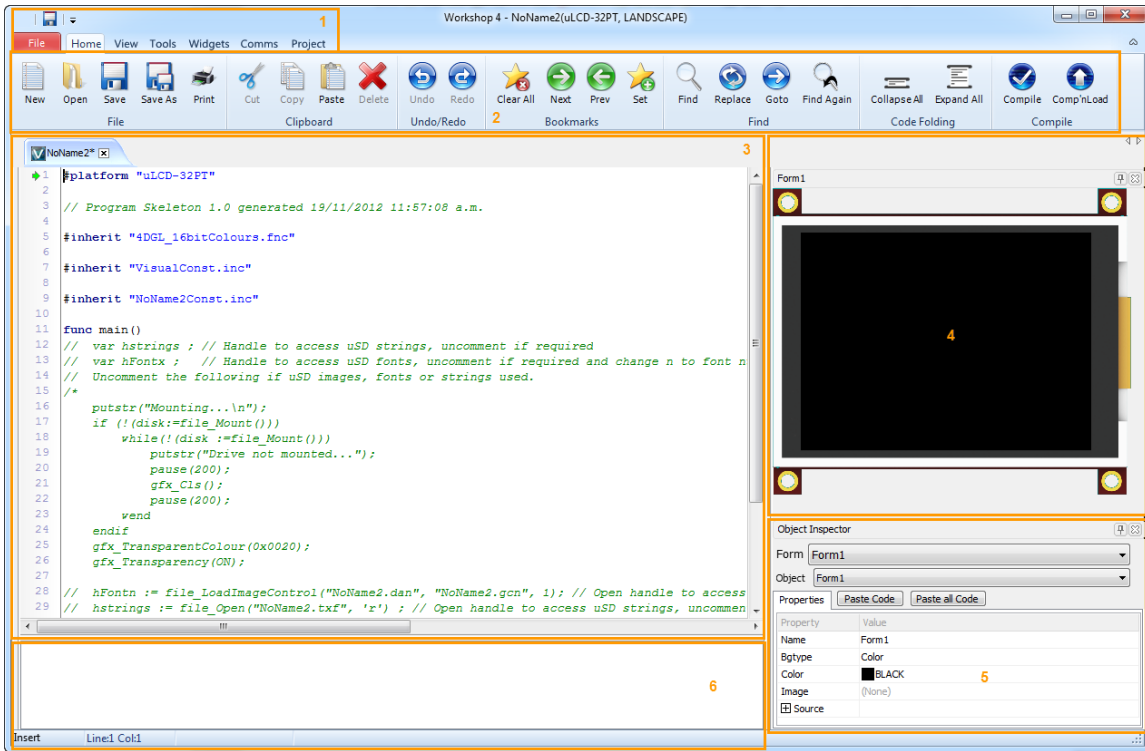 Workshop 4 - NoName2(uLCD-32PT, LANDSCAPE)
1
File Home View Tools Widgets Comms Project
New Open Save Save As Print Cut Copy Paste Delete Undo Redo Clear All Next Prev Set Find Replace Goto Find Again Collapse All Expand All Compile Comp'nLoad
File Clipboard Undo/Redo 2 Bookmarks Find Code Folding Compile
NoName2* 3
1 #platform "uLCD-32PT"
2
3 // Program Skeleton 1.0 generated 19/11/2012 11:57:08 a.m.
4
5 #inherit "4DGL_16bitColours.fnc"
6
7 #inherit "VisualConst.inc"
8
9 #inherit "NoName2Const.inc"
10
11 func main()
12 // var hstrings ; // Handle to access uSD strings, uncomment if required
13 // var hFontx ; // Handle to access uSD fonts, uncomment if required and change n to font n
14 // Uncomment the following if uSD images, fonts or strings used.
15 /*
16 putstr("Mounting...\n");
17 if (!(disk:=file_Mount()))
18 while(!(disk :=file_Mount()))
19 putstr("Drive not mounted...");
20 pause(200);
21 gfx_Cls();
22 pause(200);
23 wend
24 endif
25 gfx_TransparentColour(0x0020);
26 gfx_Transparency(ON);
27
28 // hFontn := file_LoadImageControl("NoName2.dan", "NoName2.gcn", 1); // Open handle to access
29 // hstrings := file_Open("NoName2.txf", 'r') ; // Open handle to access uSD strings, uncommen
Form1
4
Object Inspector
Form Form1
Object Form1
Properties Paste Code Paste all Code
Property Value
Name Form1
Bgtype Color
Color BLACK
5
Image (None)
Source
6
Insert Line:1 Col:1